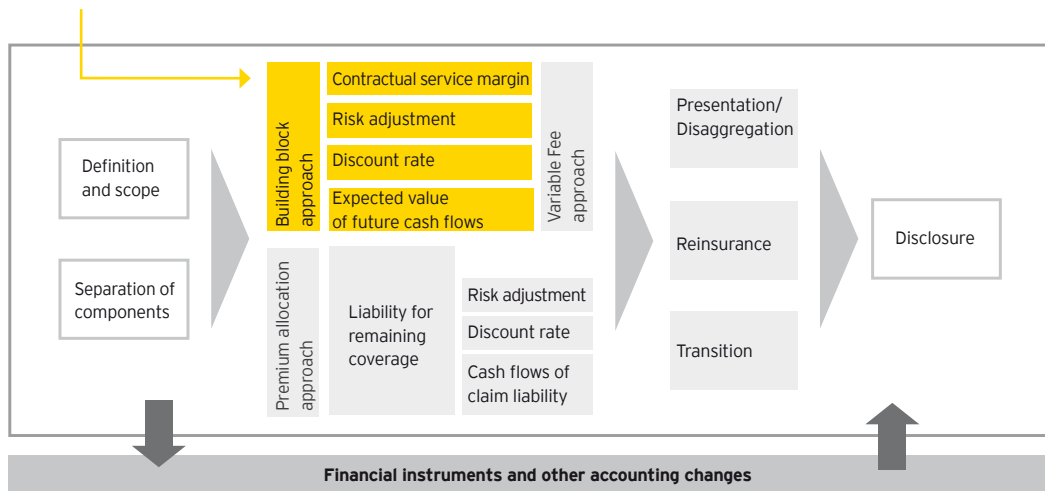 Definition
and scope
Separation of
components
Building block
approach
Contractual service margin
Risk adjustment
Discount rate
Expected value
of future cash flows
Variable Fee
approach
Premium allocation
approach
Liability for
remaining
coverage
Risk adjustment
Discount rate
Cash flows of
claim liability
Presentation/
Disaggregation
Reinsurance
Transition
Disclosure
Financial instruments and other accounting changes